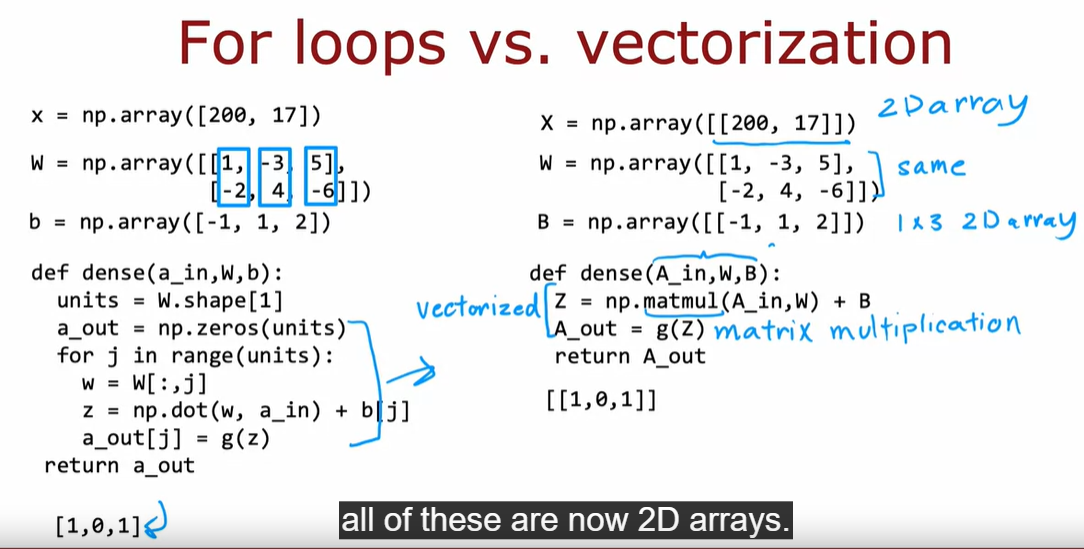 For loops vs. vectorization
x = np.array([200, 17])
W = np.array([[1, -3, 5],
[-2, 4, -6]])
b = np.array([-1, 1, 2])
def dense(a_in,W,b):
units = W.shape[1]
a_out = np.zeros(units)
for j in range(units):
w = W[:,j]
z = np.dot(w, a_in) + b[j]
a_out[j] = g(z)
return a_out
[1,0,1]
X = np.array([[200, 17]]) 2D array
W = np.array([[1, -3, 5], same
[-2, 4, -6]])
B = np.array([[-1, 1, 2]]) 1x3 2D array
def dense(A_in,W,B):
vectorized Z = np.matmul(A_in,W) + B
A_out = g(Z) matrix multiplication
return A_out
[[1,0,1]]
all of these are now 2D arrays.